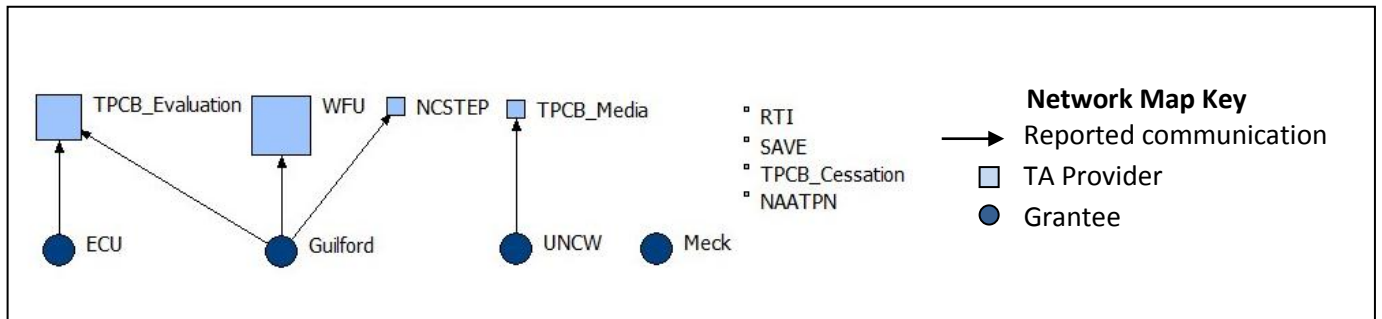 TPCB_Evaluation
WFU
NCSTEP
TPCB_Media
ECU
Guilford
UNCW
Meck
RTI
SAVE
TPCB_Cessation
NAATPN
Network Map Key
Reported communication
TA Provider
Grantee